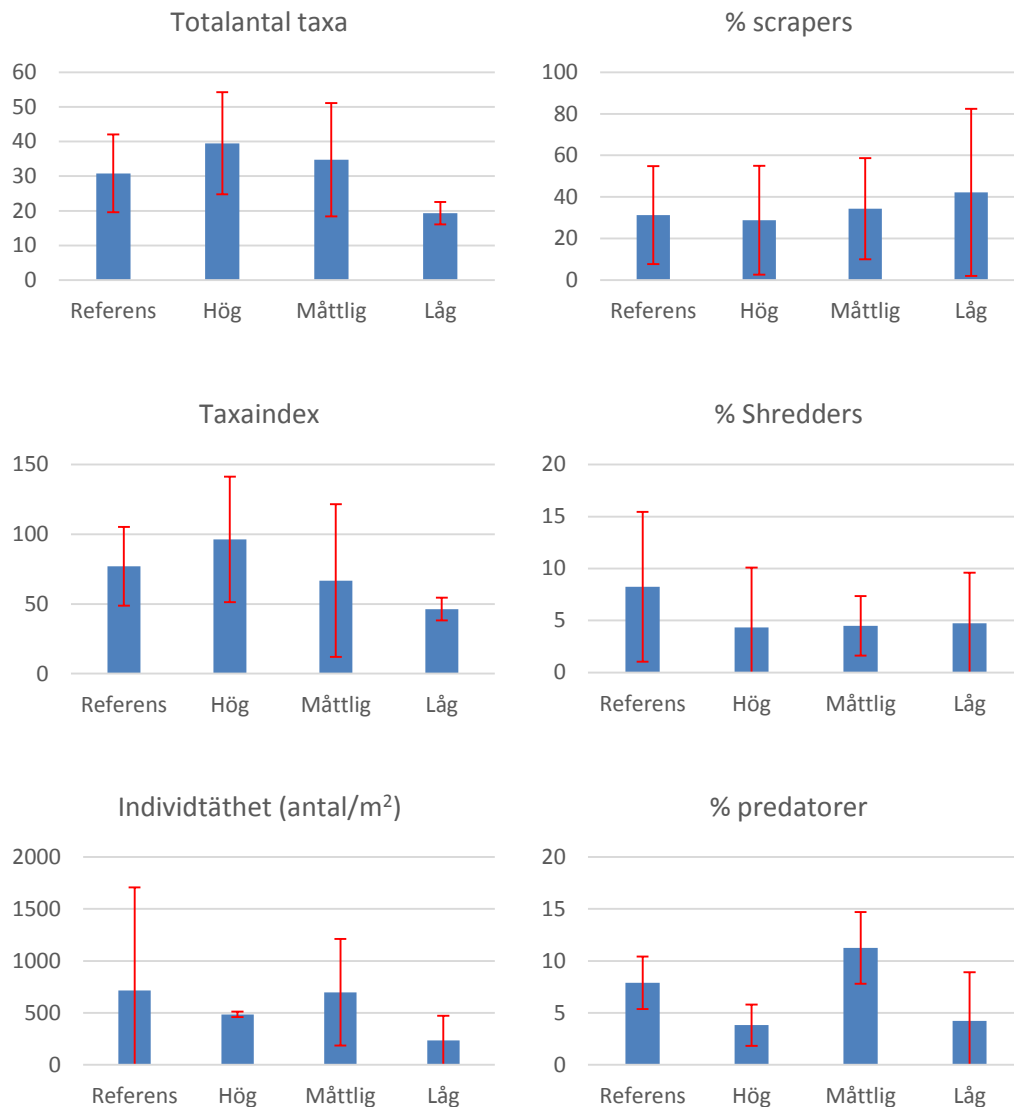 Totalantal taxa
60
50
40
30
20
10
0
Referens Hög Måttlig Låg
% scrapers
100
80
60
40
20
0
Referens Hög Måttlig Låg
Taxaindex
150
100
50
0
Referens Hög Måttlig Låg
% Shredders
20
15
10
5
0
Referens Hög Måttlig Låg
Individtäthet (antal/m²)
2000
1500
1000
500
0
Referens Hög Måttlig Låg
% predatorer
20
15
10
5
0
Referens Hög Måttlig Låg